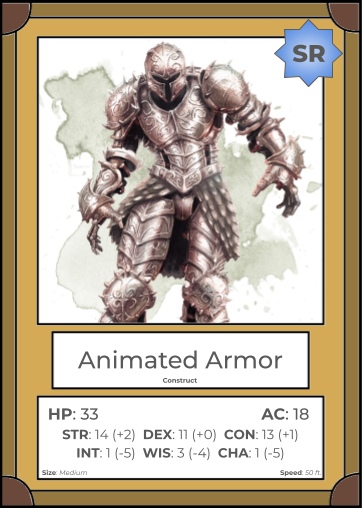 SR
Animated Armor
Construct
HP: 33 AC: 18
STR: 14 (+2) DEX: 11 (+0) CON: 13 (+1)
INT: 1 (-5) WIS: 3 (-4) CHA: 1 (-5)
Size: Medium Speed: 50 ft.